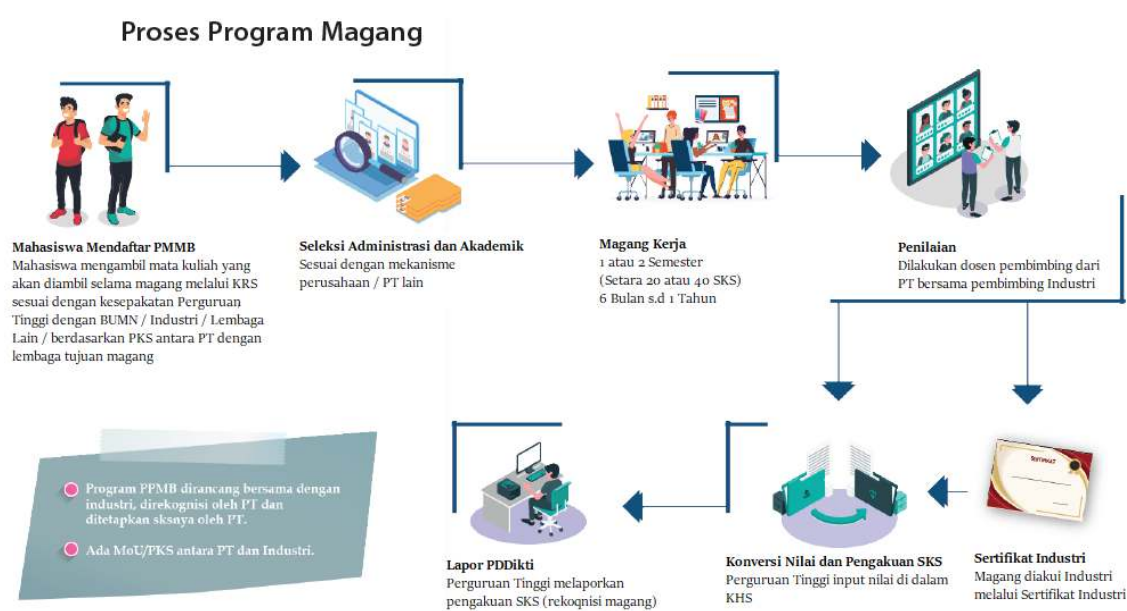 Proses Program Magang
Mahasiswa Mendaftar PMMB
Mahasiswa mengambil mata kuliah yang
akan diambil selama magang melalui KRS
sesuai dengan kesepakatan Perguruan
Tinggi dengan BUMN / Industri / Lembaga
Lain / berdasarkan PKS antara PT dengan
lembaga tujuan magang
Seleksi Administrasi dan Akademik
Sesuai dengan mekanisme
perusahaan / PT lain
Magang Kerja
1 atau 2 Semester
(Setara 20 atau 40 SKS)
6 Bulan s.d 1 Tahun
Penilaian
Dilakukan dosen pembimbing dari
PT bersama pembimbing Industri
Program PPMB dirancang bersama dengan
industri, direkognisi oleh PT dan
ditetapkan sksnya oleh PT.
Ada MoU/PKS antara PT dan Industri.
Lapor PDDikti
Perguruan Tinggi melaporkan
pengakuan SKS (rekoqnisi magang)
Konversi Nilai dan Pengakuan SKS
Perguruan Tinggi input nilai di dalam
KHS
SERTIFIKAT
Sertifikat Industri
Magang diakui Industri
melalui Sertifikat Industri